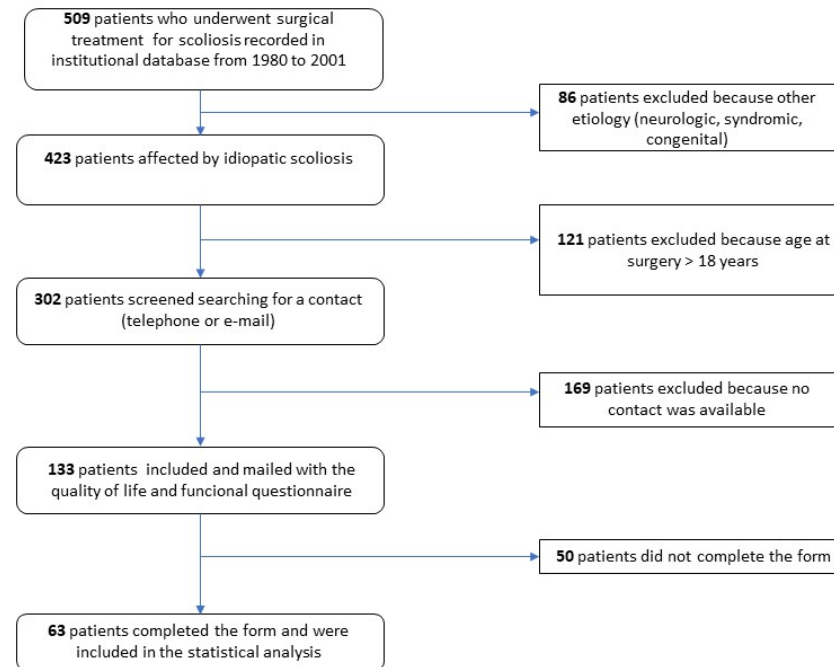 509 patients who underwent surgical
treatment for scoliosis recorded in
institutional database from 1980 to 2001
86 patients excluded because other
etiology (neurologic, syndromic,
congenital)
423 patients affected by idiopatic scoliosis
121 patients excluded because age at
surgery > 18 years
302 patients screened searching for a contact
(telephone or e-mail)
169 patients excluded because no
contact was available
133 patients included and mailed with the
quality of life and funcional questionnaire
50 patients did not complete the form
63 patients completed the form and were
included in the statistical analysis